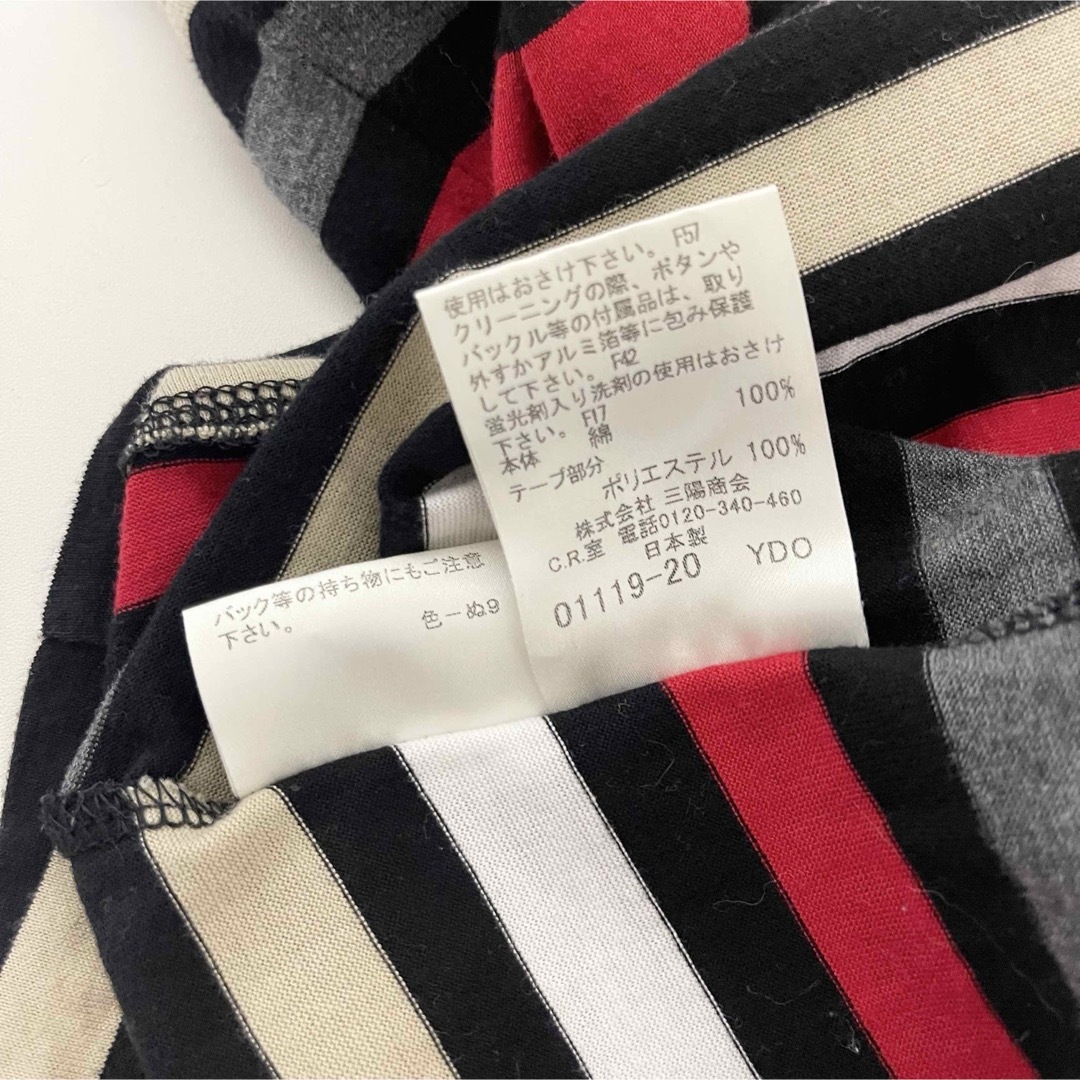 使用はおさけ下さい。 F57
クリーニングの際、ボタンや
バックル等の付属品は、取り
外すかアルミ箔等に包み保護
して下さい。 F42
蛍光剤入り洗剤の使用はおさけ
下さい。 F17
本体 綿 100%
テープ部分
ポリエステル 100%
株式会社 三陽商会
C.R.室 電話0120-340-460
日本製
01119-20 YDO
バック等の持ち物にもご注意
下さい。 色-ぬ9